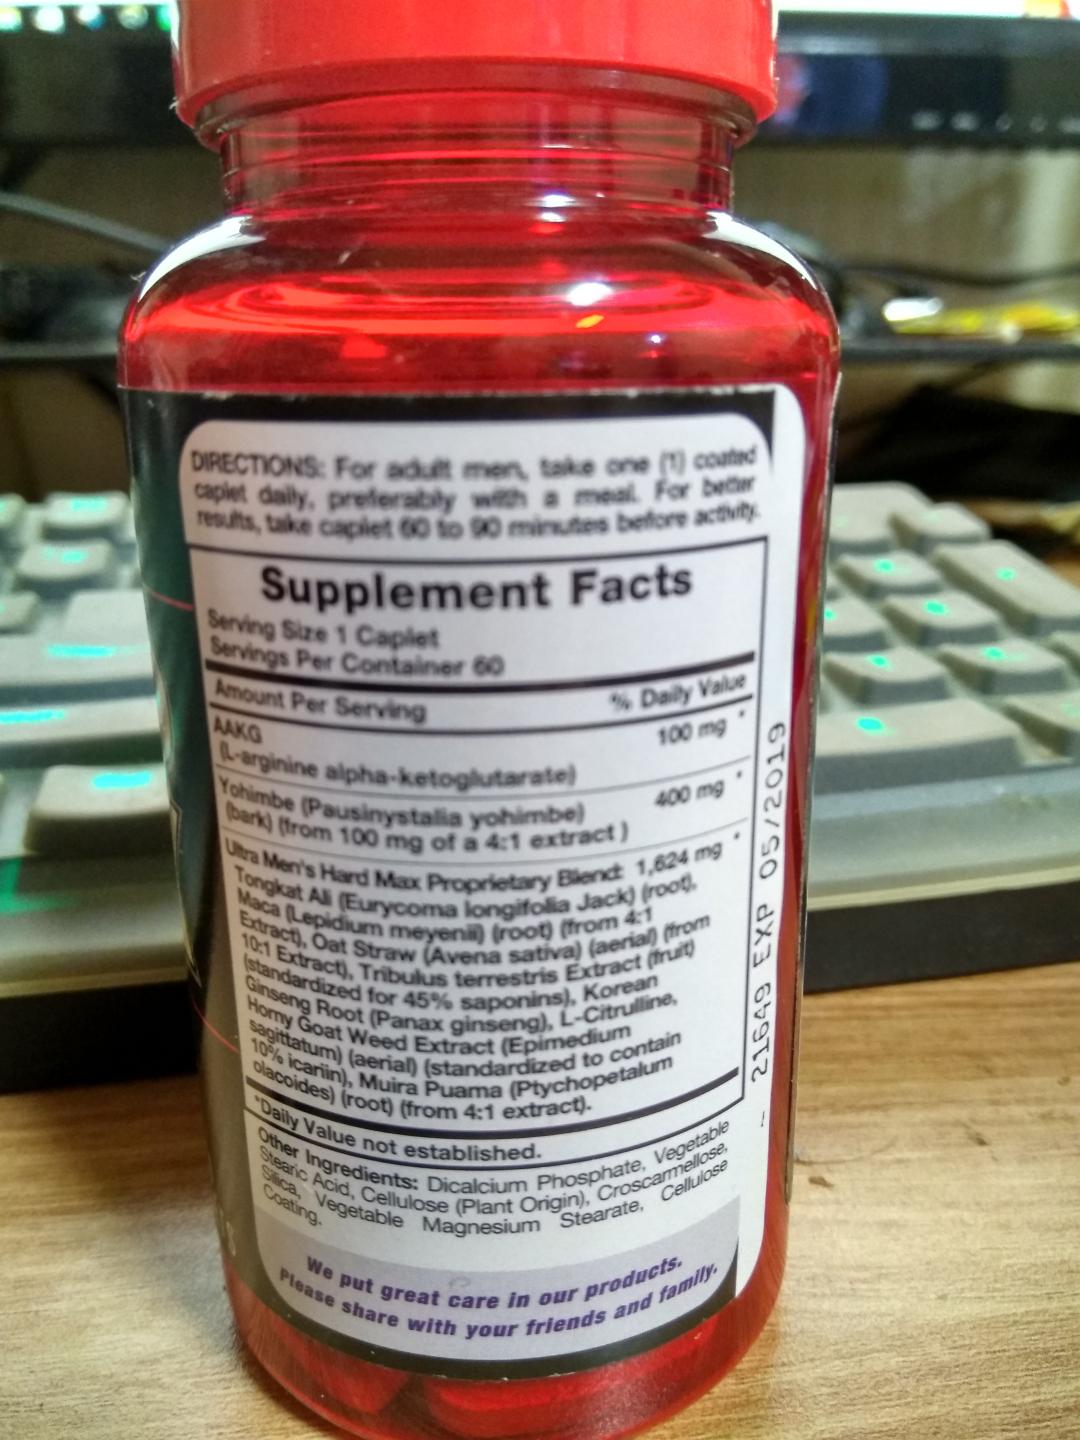 DIRECTIONS: For adult men, take one (1) coated
caplet daily, preferably with a meal. For better
results, take caplet 60 to 90 minutes before activity.
Supplement Facts
Serving Size 1 Caplet
Servings Per Container 60
Amount Per Serving % Daily Value
AAKG 100 mg *
(L-arginine alpha-ketoglutarate)
Yohimbe (Pausinystalia yohimbe) 400 mg *
(bark) (from 100 mg of a 4:1 extract )
Ultra Men's Hard Max Proprietary Blend: 1,624 mg *
Tongkat Ali (Eurycoma longifolia Jack) (root),
Maca (Lepidium meyenii) (root) (from 4:1
Extract), Oat Straw (Avena sativa) (aerial) (from
10:1 Extract), Tribulus terrestris Extract (fruit)
(standardized for 45% saponins), Korean
Ginseng Root (Panax ginseng), L-Citrulline,
Horny Goat Weed Extract (Epimedium
sagittatum) (aerial) (standardized to contain
10% icariin), Muira Puama (Ptychopetalum
olacoides) (root) (from 4:1 extract).
*Daily Value not established.
Other Ingredients: Dicalcium Phosphate, Vegetable
Stearic Acid, Cellulose (Plant Origin), Croscarmellose,
Silica, Vegetable Magnesium Stearate, Cellulose
Coating.
We put great care in our products.
Please share with your friends and family.
21649 EXP 05/2019